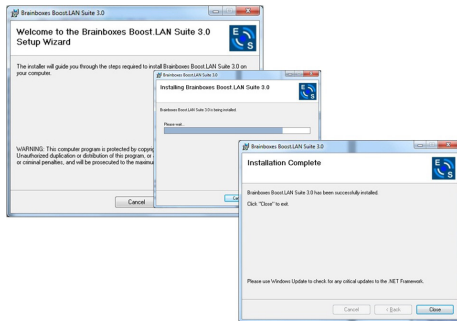 Brainboxes Boost.LAN Suite 3.0
Welcome to the Brainboxes Boost.LAN Suite 3.0
Setup Wizard
E
S
The installer will guide you through the steps required to install Brainboxes Boost.LAN Suite 3.0 on
your computer.
WARNING: This computer program is protected by copyrig
Unauthorized duplication or distribution of this program, or
or criminal penalties, and will be prosecuted to the maximu
Cancel
Brainboxes Boost.LAN Suite 3.0
Installing Brainboxes Boost.LAN Suite 3.0
E
S
Brainboxes Boost.LAN Suite 3.0 is being installed.
Please wait...
Brainboxes Boost.LAN Suite 3.0
Installation Complete
E
S
Brainboxes Boost.LAN Suite 3.0 has been successfully installed.
Click "Close" to exit.
Please use Windows Update to check for any critical updates to the .NET Framework.
Cancel
< Back
Close